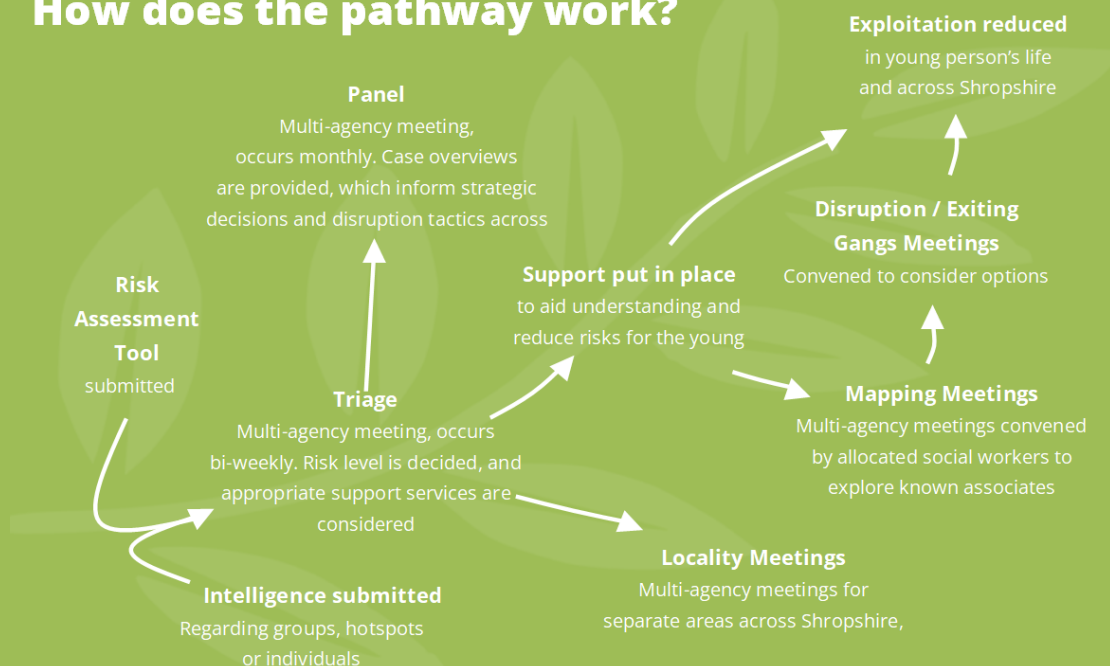 How does the pathway work?
Exploitation reduced
in young person's life
and across Shropshire
Panel
Multi-agency meeting,
occurs monthly. Case overviews
are provided, which inform strategic
decisions and disruption tactics across
Disruption / Exiting
Gangs Meetings
Convened to consider options
Support put in place
to aid understanding and
reduce risks for the young
Risk
Assessment
Tool
submitted
Triage
Multi-agency meeting, occurs
bi-weekly. Risk level is decided, and
appropriate support services are
considered
Mapping Meetings
Multi-agency meetings convened
by allocated social workers to
explore known associates
Locality Meetings
Multi-agency meetings for
separate areas across Shropshire,
Intelligence submitted
Regarding groups, hotspots
or individuals